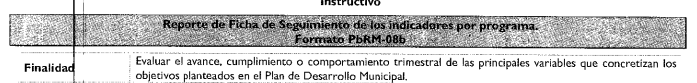 Instructivo
Reporte de Ficha de Seguimiento de los indicadores por programa.
Formato PbRM-08b
Finalidad
Evaluar el avance, cumplimiento o comportamiento trimestral de las principales variables que concretizan los
objetivos planteados en el Plan de Desarrollo Municipal.